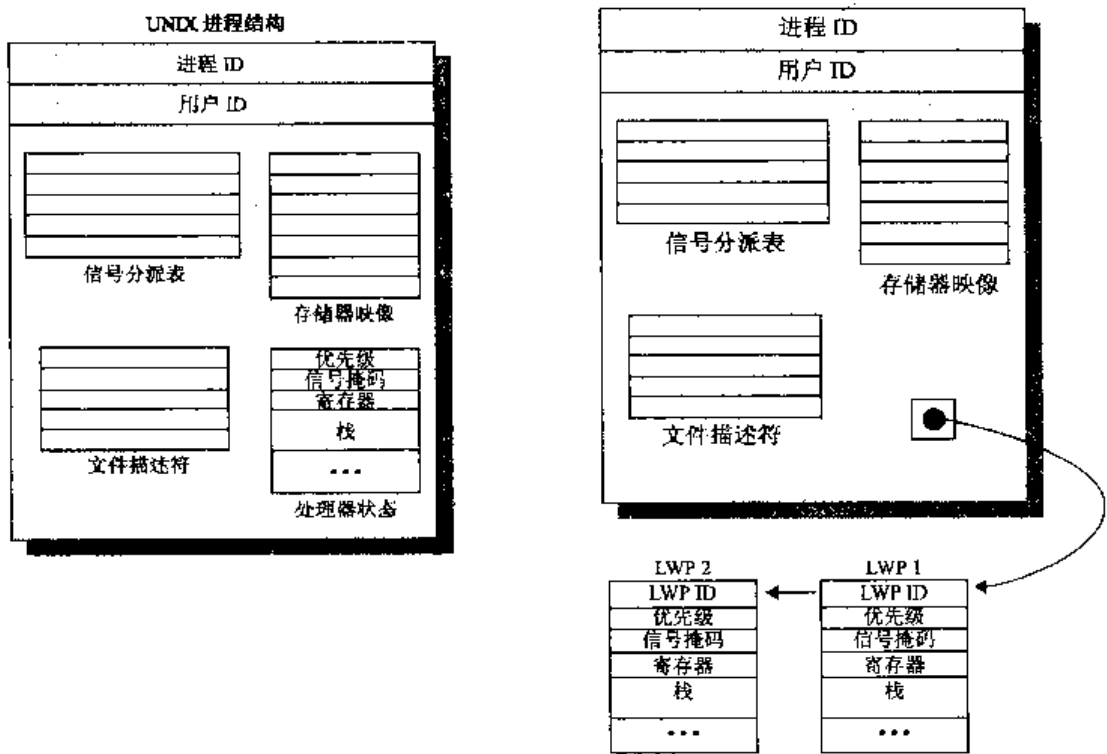 UNIX 进程结构
进程 ID
用户 ID
信号分派表
存储器映像
优先级
信号掩码
寄存器
栈
•••
文件描述符
处理器状态
进程 ID
用户 ID
信号分派表
存储器映像
文件描述符
LWP 2
LWP ID
优先级
信号掩码
寄存器
栈
•••
LWP 1
LWP ID
优先级
信号掩码
寄存器
栈
•••